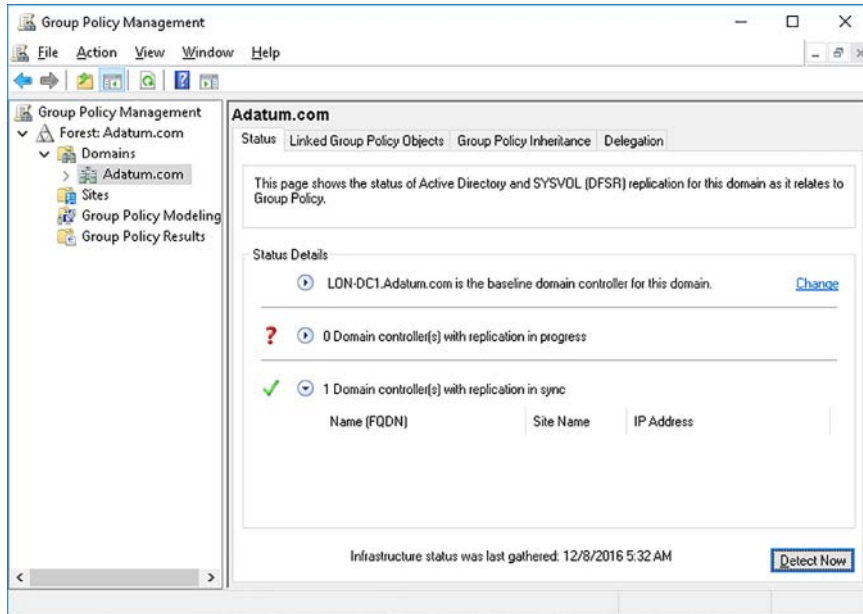 Group Policy Management
File Action View Window Help
Group Policy Management
Forest: Adatum.com
Domains
Adatum.com
Sites
Group Policy Modeling
Group Policy Results
Adatum.com
Status Linked Group Policy Objects Group Policy Inheritance Delegation
This page shows the status of Active Directory and SYSVOL (DFSR) replication for this domain as it relates to
Group Policy.
Status Details
LON-DC1.Adatum.com is the baseline domain controller for this domain. Change
0 Domain controller(s) with replication in progress
1 Domain controller(s) with replication in sync
Name (FQDN) Site Name IP Address
Infrastructure status was last gathered: 12/8/2016 5:32 AM Detect Now